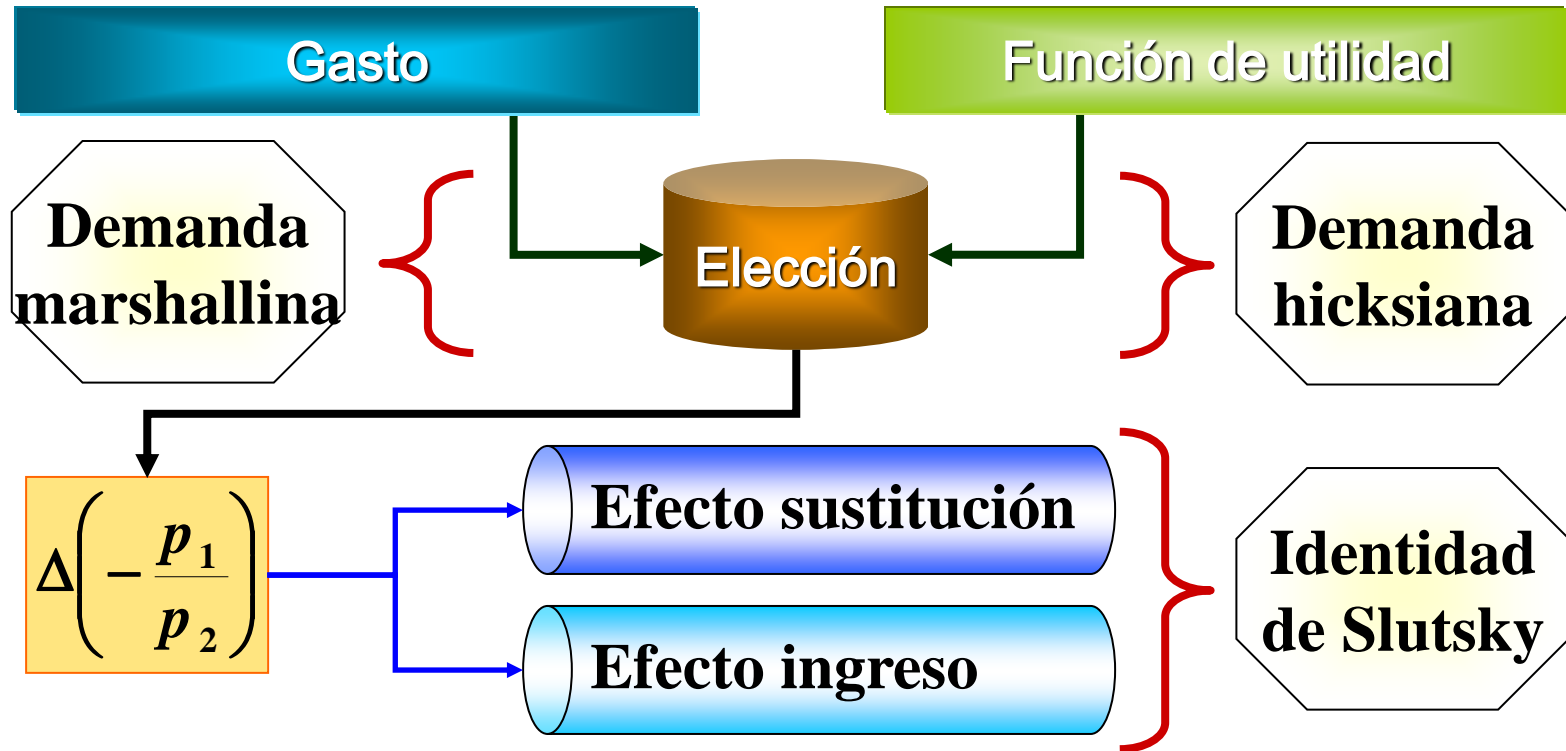 Gasto
Función de utilidad
Demanda
marshallina
Elección
Demanda
hicksiana
Δ(− p₁ / p₂)
Efecto sustitución
Efecto ingreso
Identidad
de Slutsky